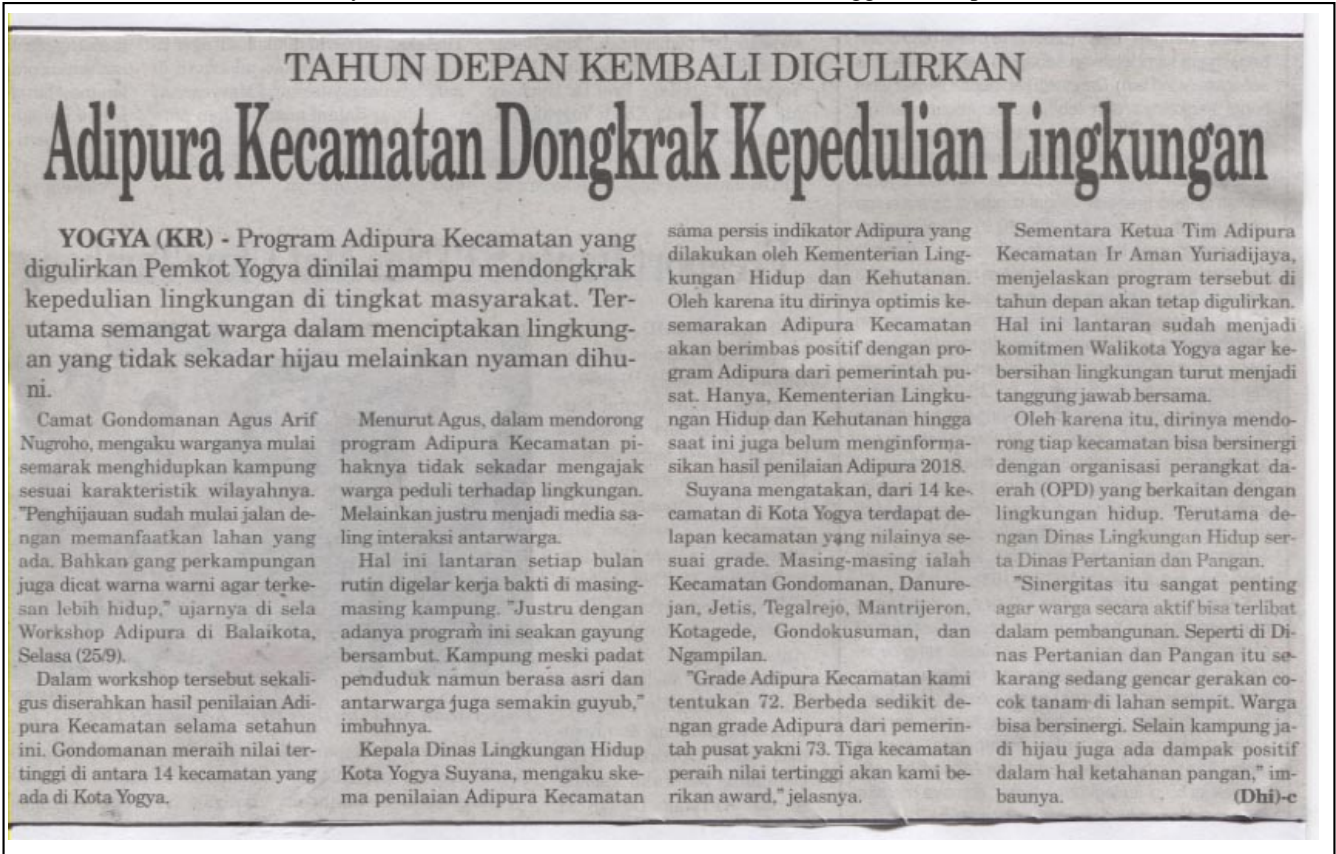 TAHUN DEPAN KEMBALI DIGULIRKAN
Adipura Kecamatan Dongkrak Kepedulian Lingkungan
YOGYA (KR) - Program Adipura Kecamatan yang
digulirkan Pemkot Yogya dinilai mampu mendongkrak
kepedulian lingkungan di tingkat masyarakat. Ter-
utama semangat warga dalam menciptakan lingkung-
an yang tidak sekadar hijau melainkan nyaman dihu-
ni.
Camat Gondomanan Agus Arif
Nugroho, mengaku warganya mulai
semarak menghidupkan kampung
sesuai karakteristik wilayahnya.
"Penghijauan sudah mulai jalan de-
ngan memanfaatkan lahan yang
ada. Bahkan gang perkampungan
juga dicat warna warni agar terke-
san lebih hidup," ujarnya di sela
Workshop Adipura di Balaikota,
Selasa (25/9).
Dalam workshop tersebut sekali-
gus diserahkan hasil penilaian Adi-
pura Kecamatan selama setahun
ini. Gondomanan meraih nilai ter-
tinggi di antara 14 kecamatan yang
ada di Kota Yogya.
Menurut Agus, dalam mendorong
program Adipura Kecamatan pi-
haknya tidak sekadar mengajak
warga peduli terhadap lingkungan.
Melainkan justru menjadi media sa-
ling interaksi antarwarga.
Hal ini lantaran setiap bulan
rutin digelar kerja bakti di masing-
masing kampung. "Justru dengan
adanya program ini seakan gayung
bersambut. Kampung meski padat
penduduk namun berasa asri dan
antarwarga juga semakin guyub,"
imbuhnya.
Kepala Dinas Lingkungan Hidup
Kota Yogya Suyana, mengaku ske-
ma penilaian Adipura Kecamatan
sama persis indikator Adipura yang
dilakukan oleh Kementerian Ling-
kungan Hidup dan Kehutanan.
Oleh karena itu dirinya optimis ke-
semarakan Adipura Kecamatan
akan berimbas positif dengan pro-
gram Adipura dari pemerintah pu-
sat. Hanya, Kementerian Lingku-
ngan Hidup dan Kehutanan hingga
saat ini juga belum menginforma-
sikan hasil penilaian Adipura 2018.
Suyana mengatakan, dari 14 ke-
camatan di Kota Yogya terdapat de-
lapan kecamatan yang nilainya se-
suai grade. Masing-masing ialah
Kecamatan Gondomanan, Danure-
jan, Jetis, Tegalrejo, Mantrijeron,
Kotagede, Gondokusuman, dan
Ngampilan.
"Grade Adipura Kecamatan kami
tentukan 72. Berbeda sedikit de-
ngan grade Adipura dari pemerin-
tah pusat yakni 73. Tiga kecamatan
peraih nilai tertinggi akan kami be-
rikan award," jelasnya.
Sementara Ketua Tim Adipura
Kecamatan Ir Aman Yuriadijaya,
menjelaskan program tersebut di
tahun depan akan tetap digulirkan.
Hal ini lantaran sudah menjadi
komitmen Walikota Yogya agar ke-
bersihan lingkungan turut menjadi
tanggung jawab bersama.
Oleh karena itu, dirinya mendo-
rong tiap kecamatan bisa bersinergi
dengan organisasi perangkat da-
erah (OPD) yang berkaitan dengan
lingkungan hidup. Terutama de-
ngan Dinas Lingkungan Hidup ser-
ta Dinas Pertanian dan Pangan.
"Sinergitas itu sangat penting
agar warga secara aktif bisa terlibat
dalam pembangunan. Seperti di Di-
nas Pertanian dan Pangan itu se-
karang sedang gencar gerakan co-
cok tanam di lahan sempit. Warga
bisa bersinergi. Selain kampung ja-
di hijau juga ada dampak positif
dalam hal ketahanan pangan," im-
baunya. (Dhi)-c